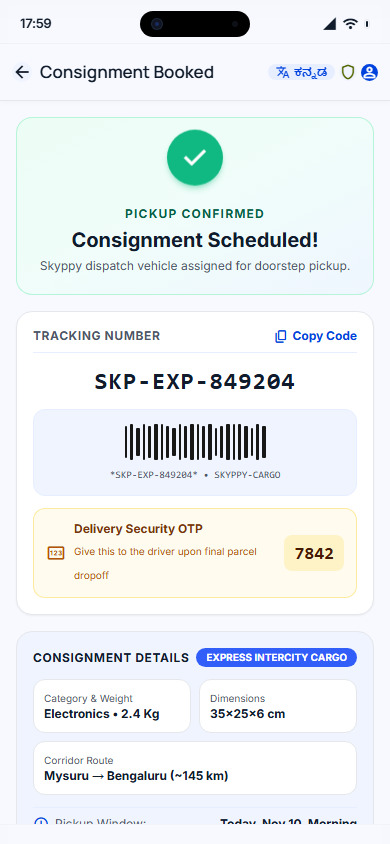 17:59
Consignment Booked
ಕನ್ನಡ
PICKUP CONFIRMED
Consignment Scheduled!
Skyppy dispatch vehicle assigned for doorstep pickup.
TRACKING NUMBER
Copy Code
SKP-EXP-849204
*SKP-EXP-849204* • SKYPPY-CARGO
Delivery Security OTP
123
Give this to the driver upon final parcel
dropoff
7842
CONSIGNMENT DETAILS
EXPRESS INTERCITY CARGO
Category & Weight
Electronics • 2.4 Kg
Dimensions
35×25×6 cm
Corridor Route
Mysuru → Bengaluru (~145 km)
Pickup Window:
Today, Nov 10, Morning